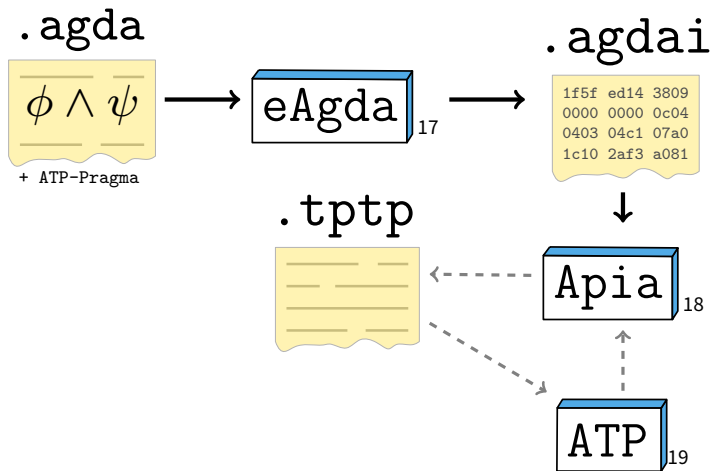 .agda
.agdai
ϕ ∧ ψ
eAgda
17
1f5f ed14 3809
0000 0000 0c04
0403 04c1 07a0
1c10 2af3 a081
+ ATP-Pragma
.tptp
Apia
18
ATP
19